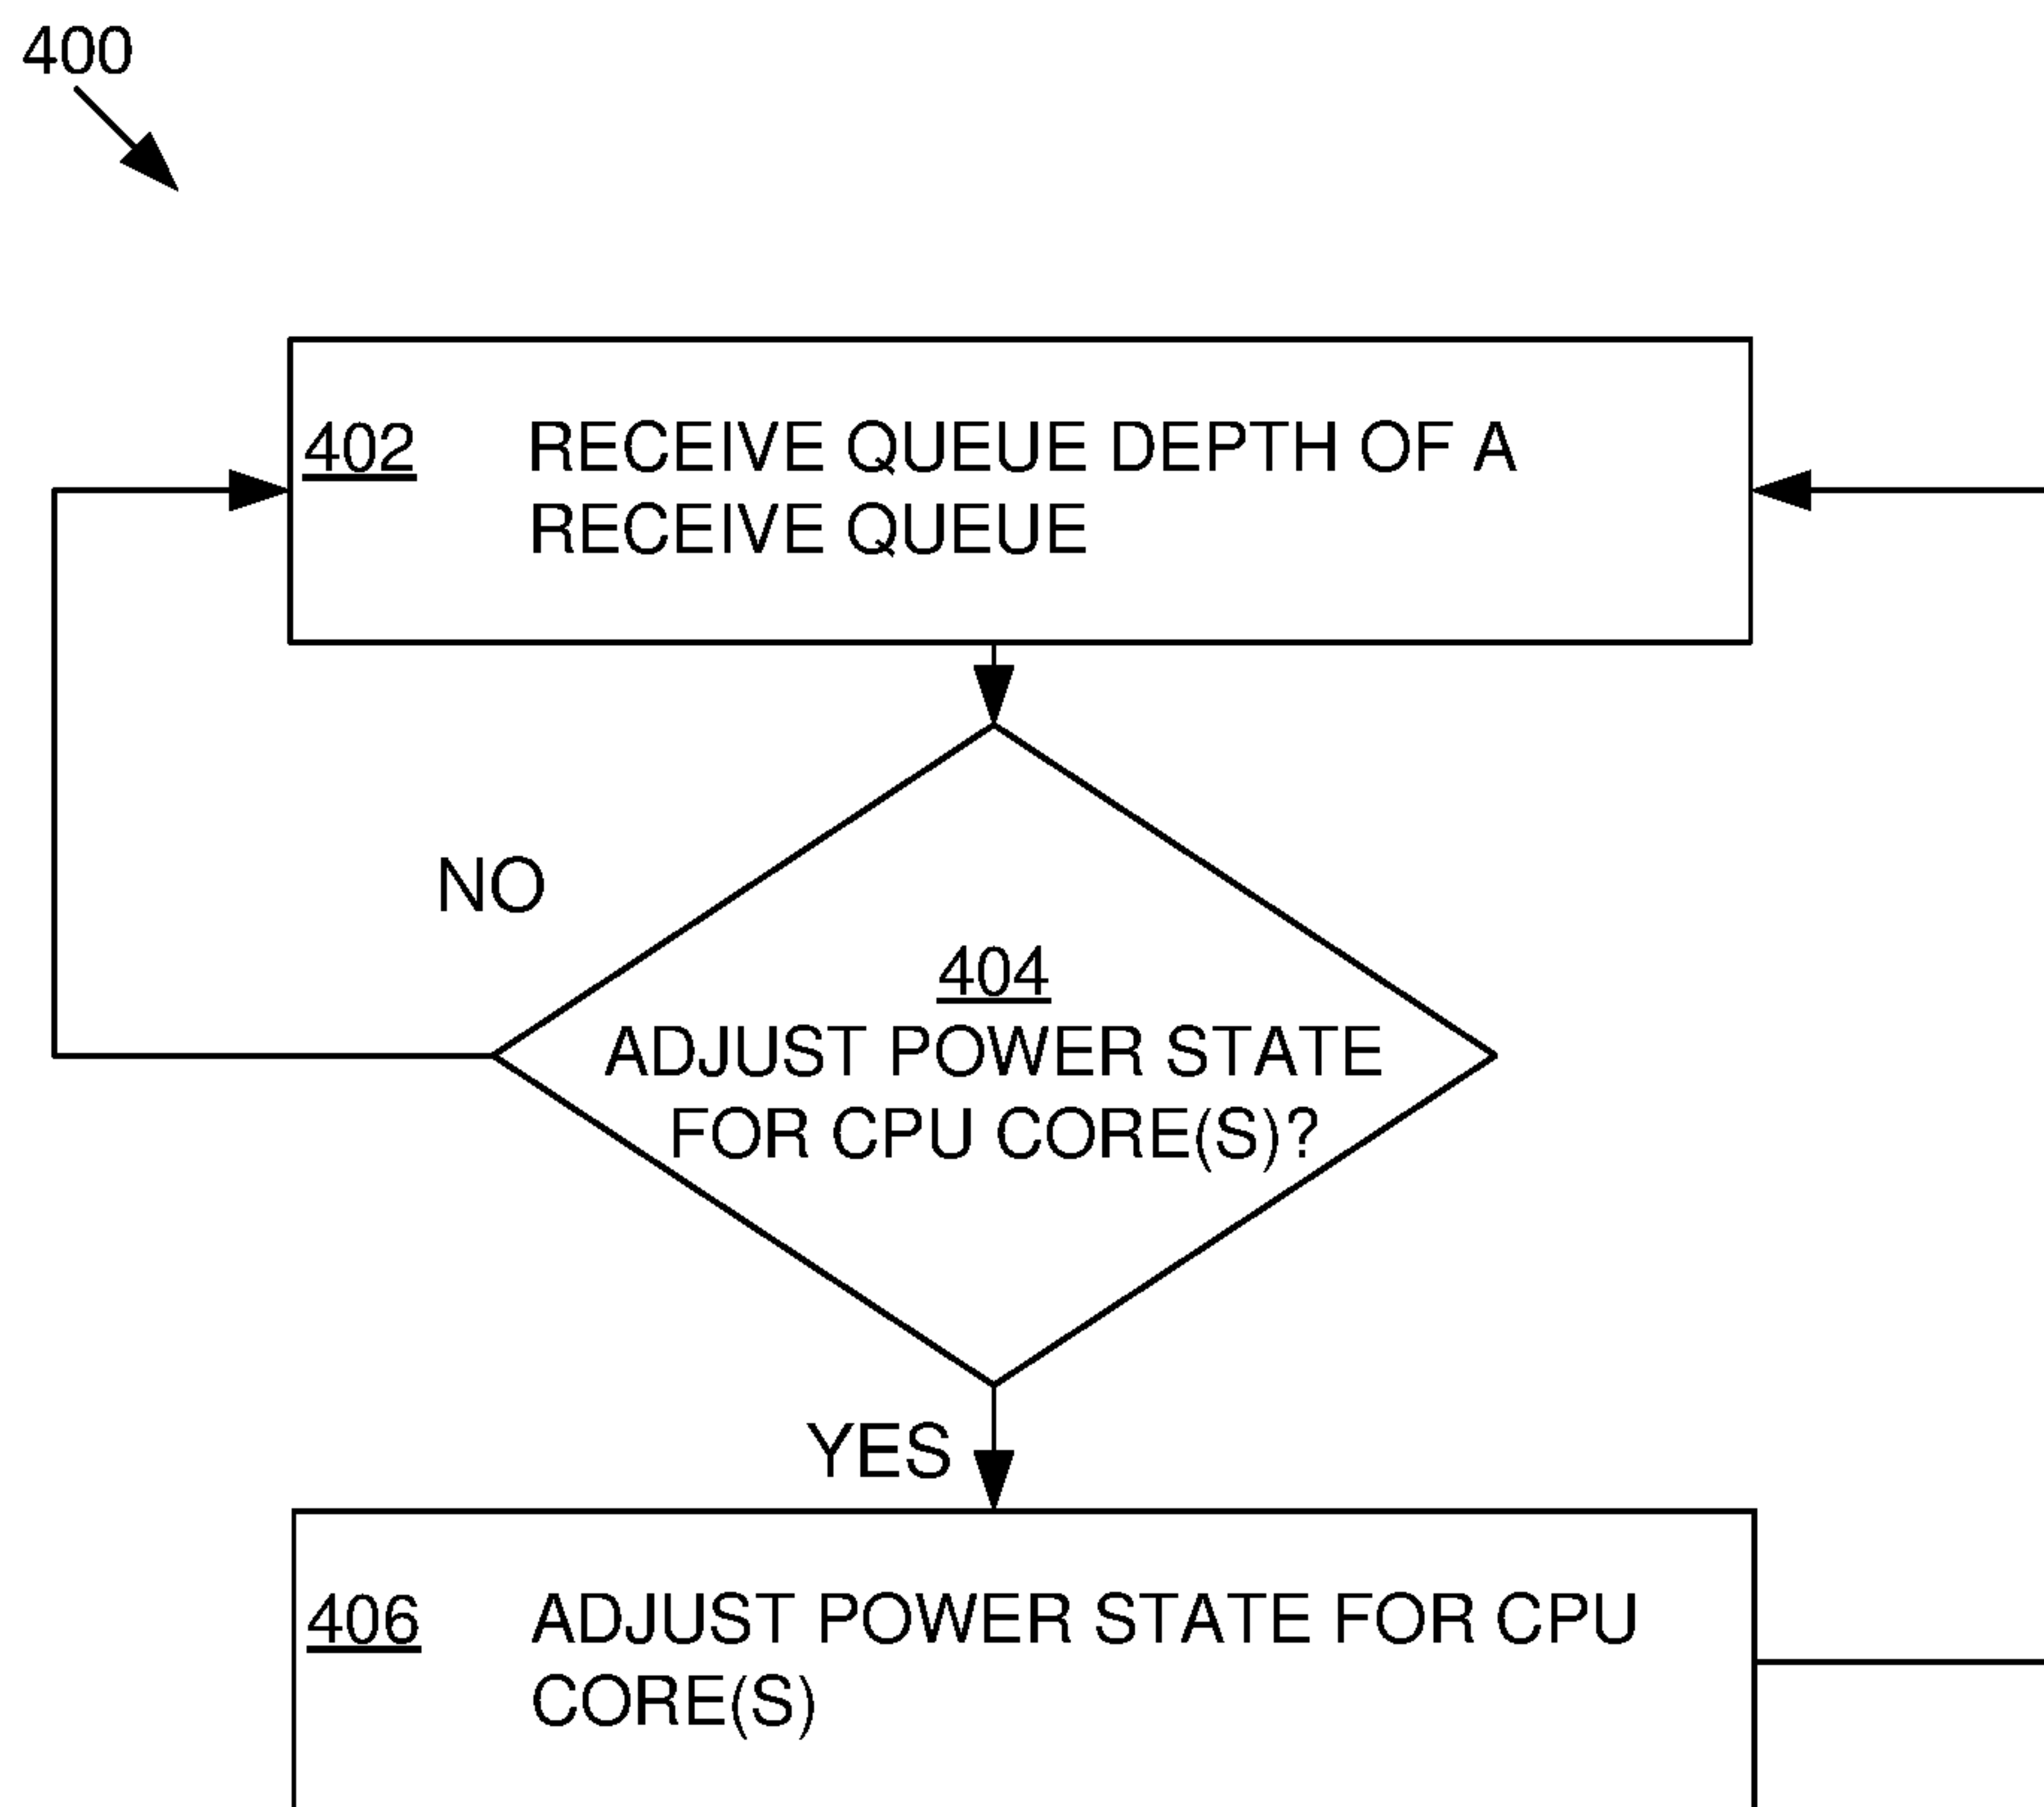 400
402 RECEIVE QUEUE DEPTH OF A
RECEIVE QUEUE
NO
404
ADJUST POWER STATE
FOR CPU CORE(S)?
YES
406 ADJUST POWER STATE FOR CPU
CORE(S)